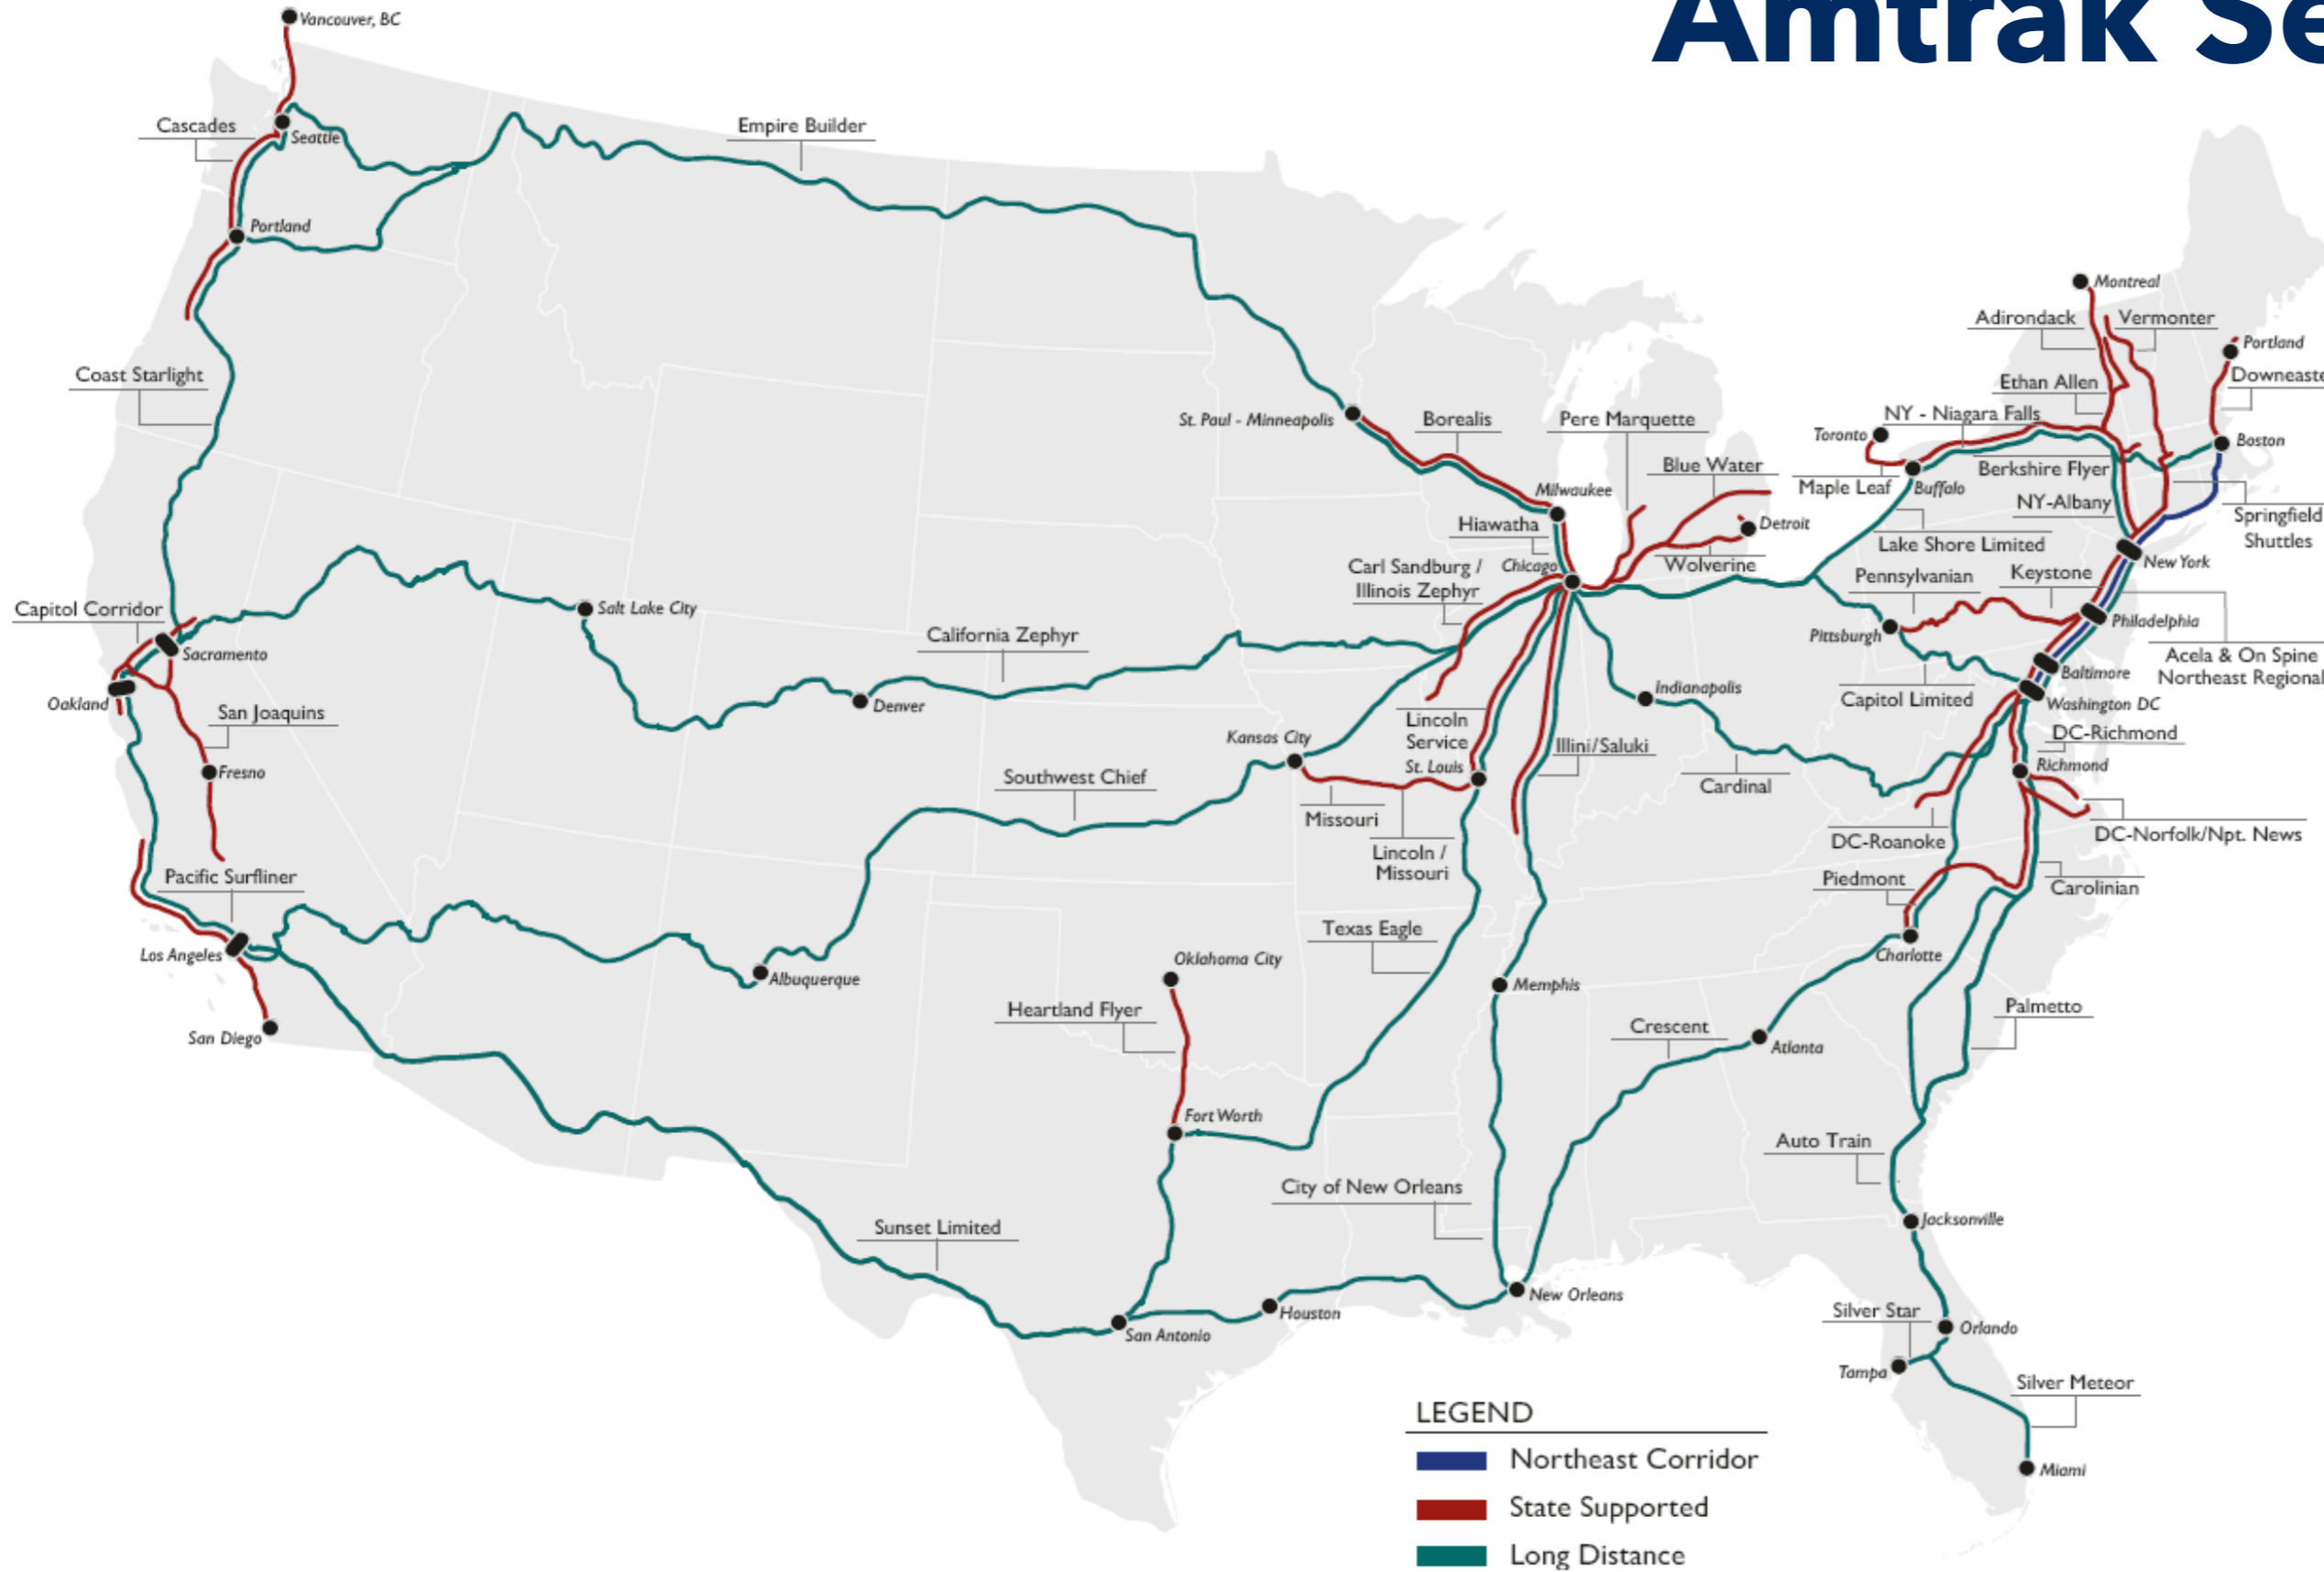 Amtrak Se
Vancouver, BC
Cascades
Seattle
Empire Builder
Portland
Coast Starlight
Montreal
Adirondack
Vermonter
Portland
Downeaste
Ethan Allen
NY - Niagara Falls
Toronto
Boston
St. Paul - Minneapolis
Borealis
Pere Marquette
Blue Water
Maple Leaf
Buffalo
Berkshire Flyer
NY-Albany
Springfield
Shuttles
Milwaukee
Hiawatha
Detroit
Lake Shore Limited
New York
Carl Sandburg /
Illinois Zephyr
Chicago
Wolverine
Pennsylvanian
Keystone
Capitol Corridor
Salt Lake City
Sacramento
California Zephyr
Pittsburgh
Philadelphia
Acela & On Spine
Northeast Regional
Baltimore
Oakland
San Joaquins
Denver
Indianapolis
Capitol Limited
Washington DC
Fresno
Kansas City
Lincoln
Service
St. Louis
Illini/Saluki
DC-Richmond
Richmond
Southwest Chief
Missouri
Cardinal
Lincoln /
Missouri
DC-Roanoke
DC-Norfolk/Npt. News
Pacific Surfliner
Piedmont
Carolinian
Los Angeles
Albuquerque
Texas Eagle
Charlotte
Oklahoma City
Heartland Flyer
Memphis
San Diego
Crescent
Atlanta
Palmetto
Fort Worth
Auto Train
City of New Orleans
Sunset Limited
Jacksonville
New Orleans
Houston
San Antonio
Silver Star
Orlando
Tampa
Silver Meteor
Miami
LEGEND
Northeast Corridor
State Supported
Long Distance